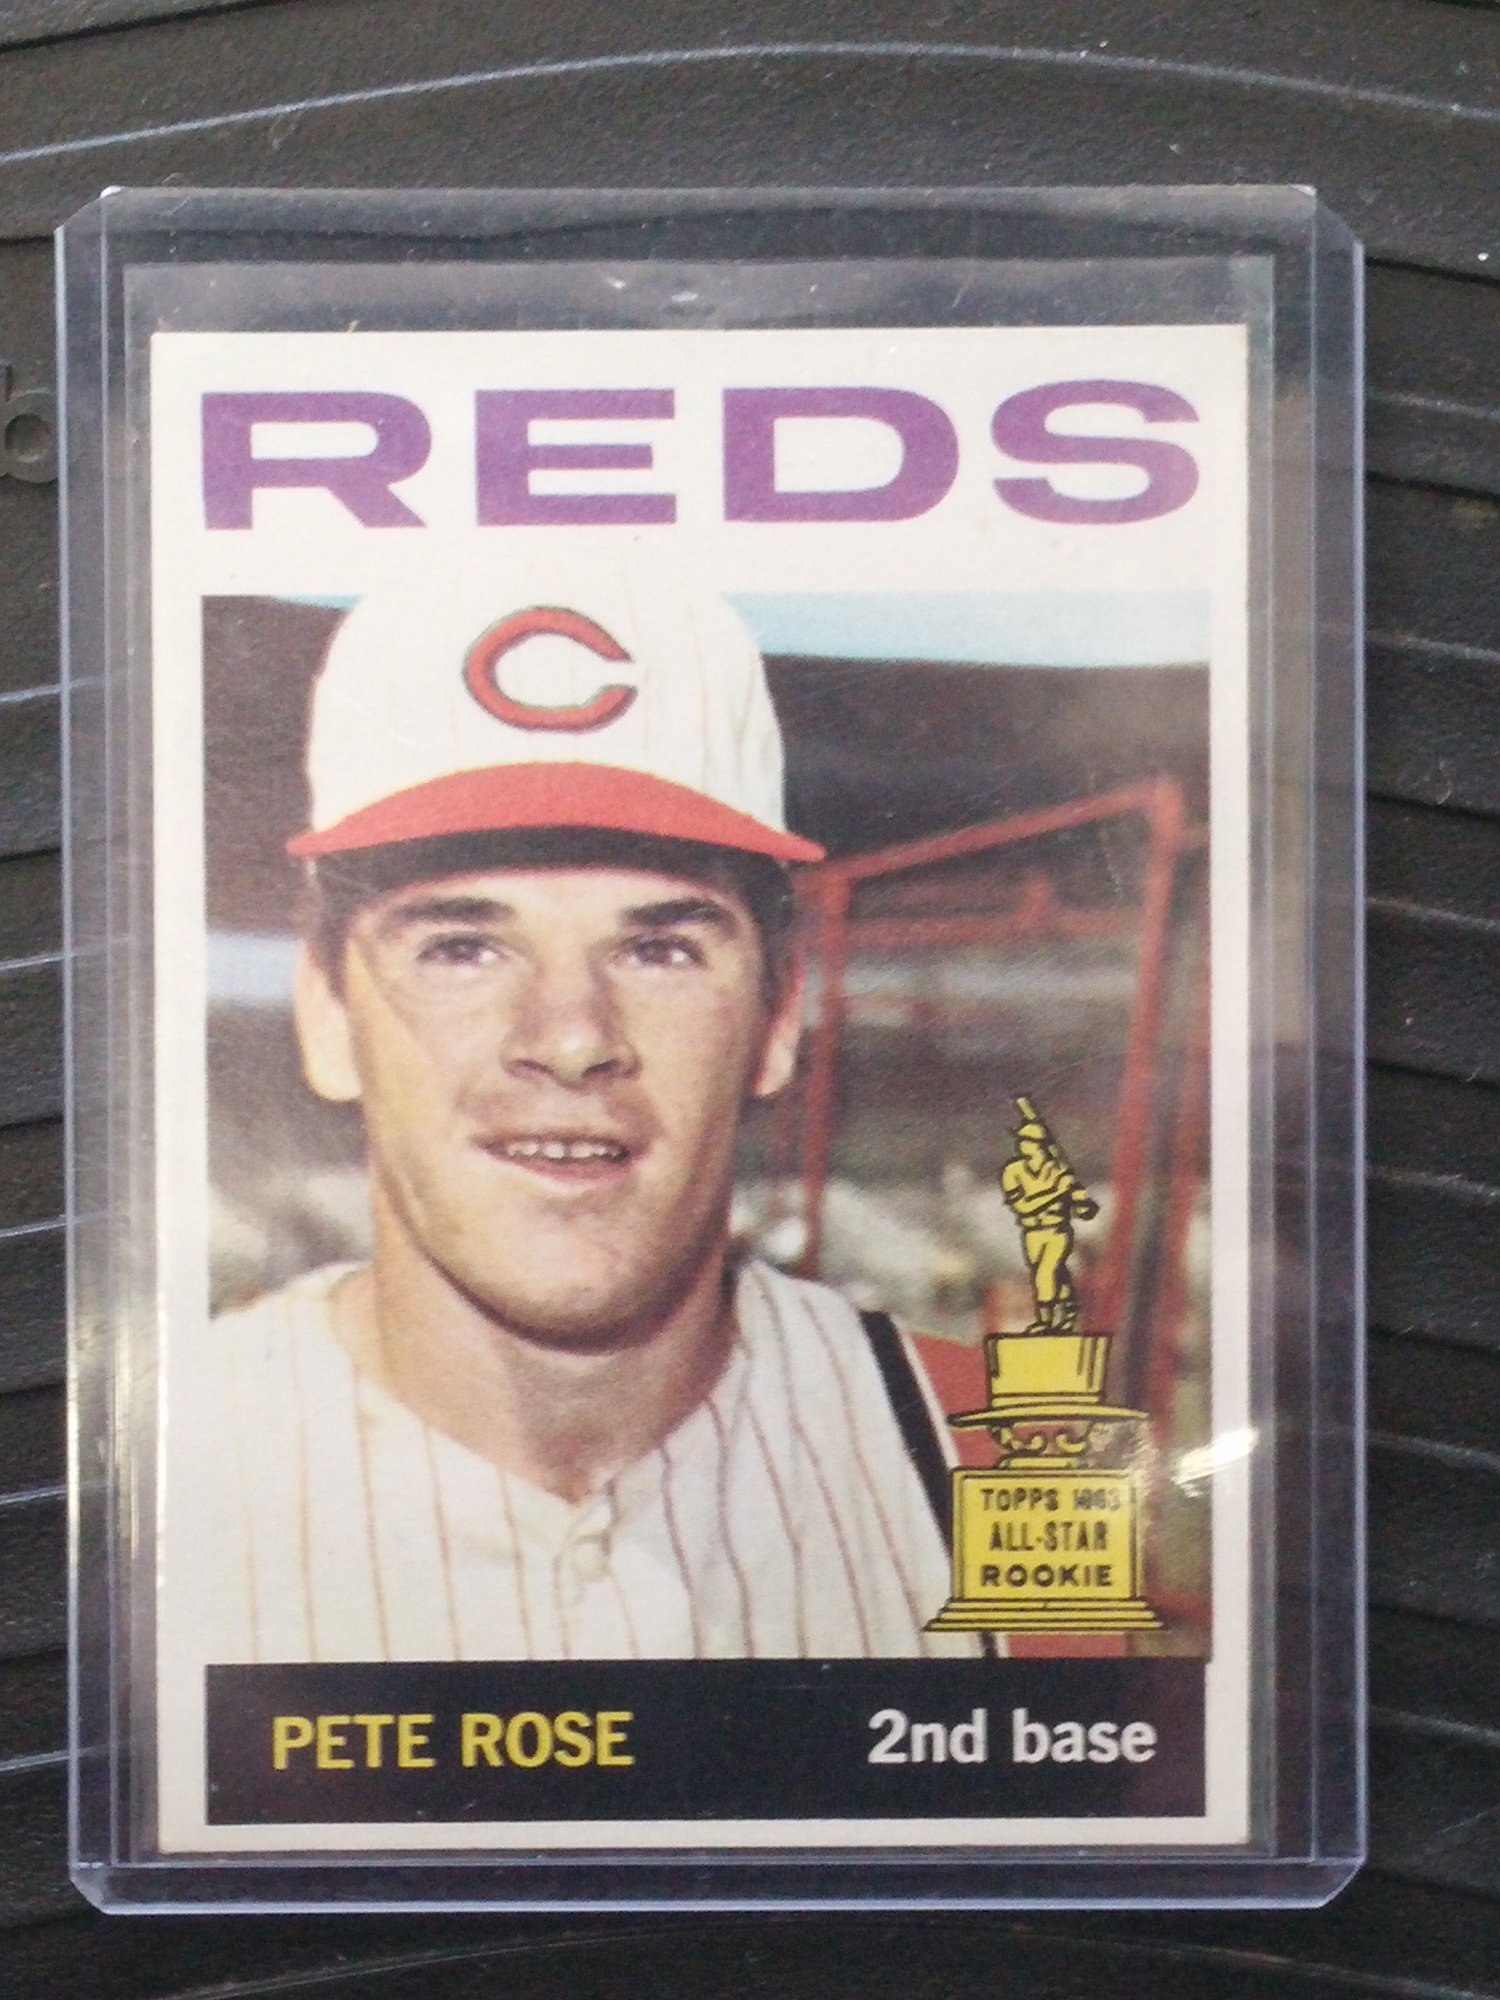 REDS
C
TOPPS 1963
ALL-STAR
ROOKIE
PETE ROSE 2nd base